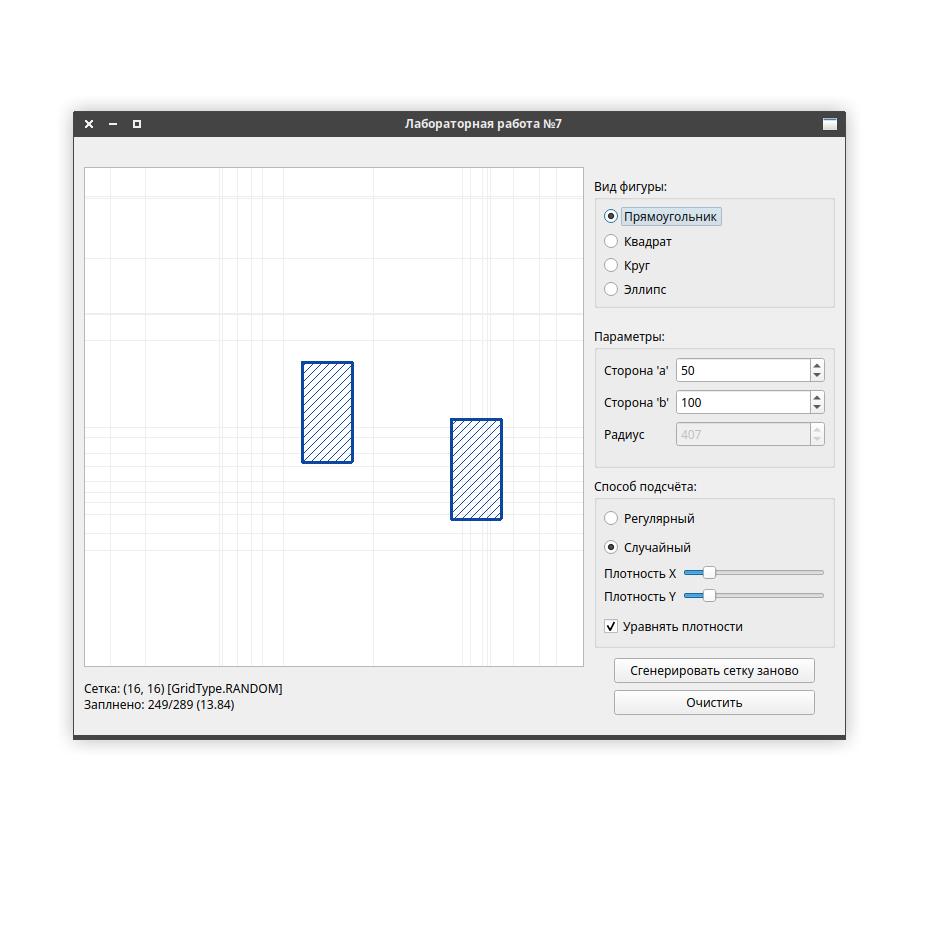 Лабораторная работа №7
Вид фигуры:
Прямоугольник
Квадрат
Круг
Эллипс
Параметры:
Сторона 'a' 50
Сторона 'b' 100
Радиус 407
Способ подсчёта:
Регулярный
Случайный
Плотность X
Плотность Y
Уравнять плотности
Сгенерировать сетку заново
Очистить
Сетка: (16, 16) [GridType.RANDOM]
Заплнено: 249/289 (13.84)